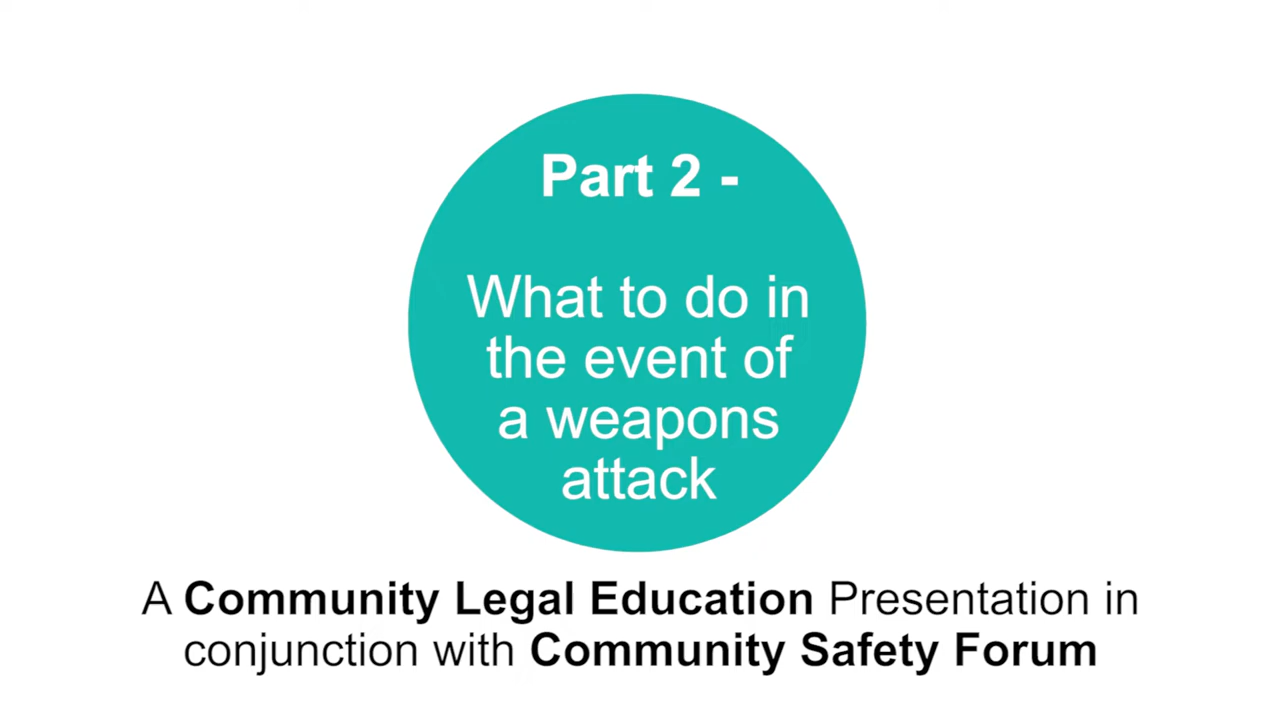 Part 2 -
What to do in
the event of
a weapons
attack
A Community Legal Education Presentation in
conjunction with Community Safety Forum